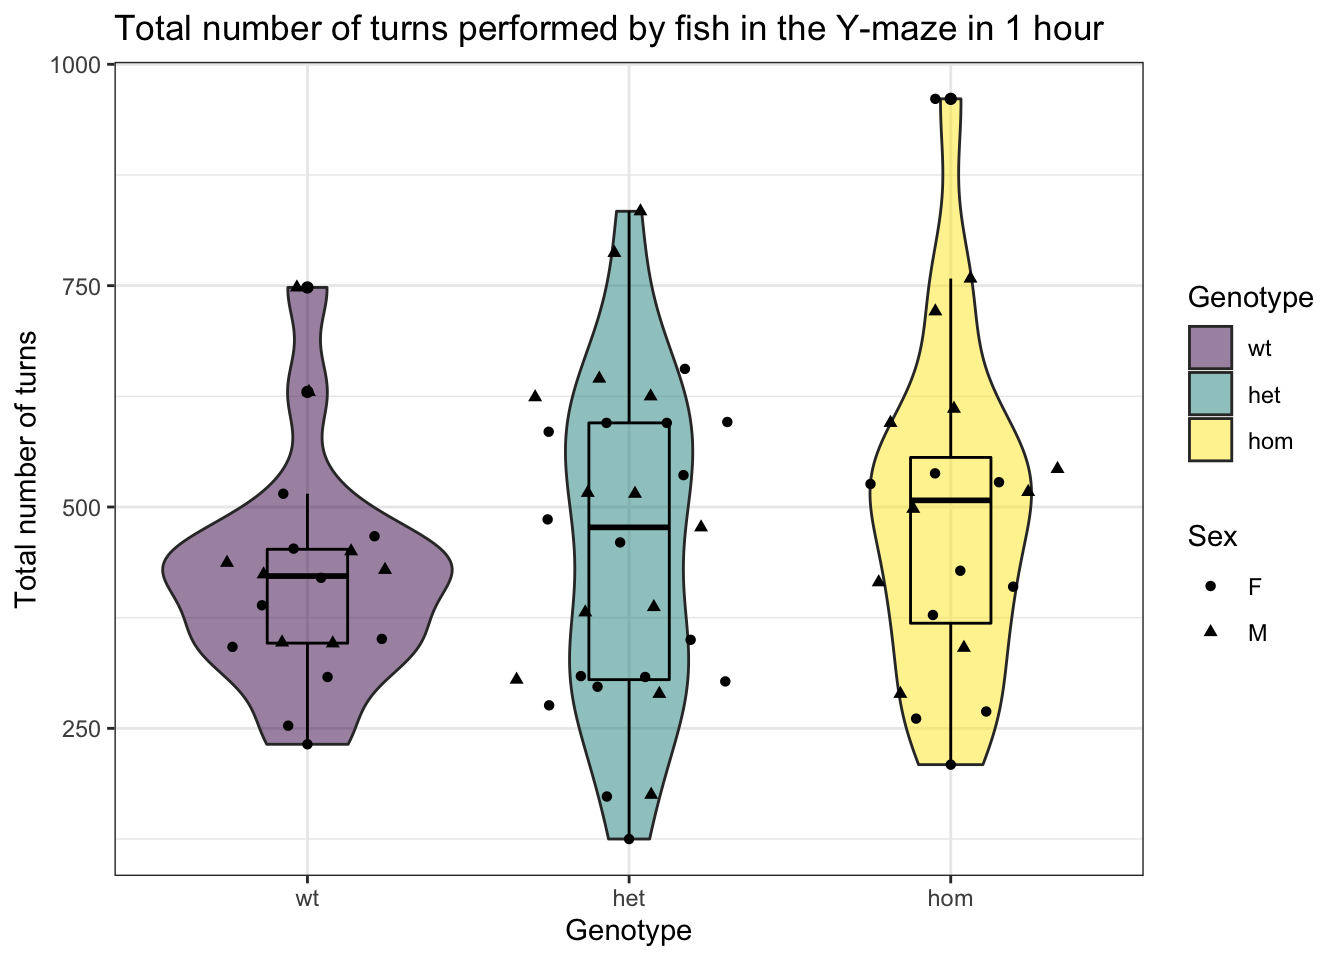 Total number of turns performed by fish in the Y-maze in 1 hour
Total number of turns
1000
750
500
250
wt
het
hom
Genotype
Genotype
wt
het
hom
Sex
F
M